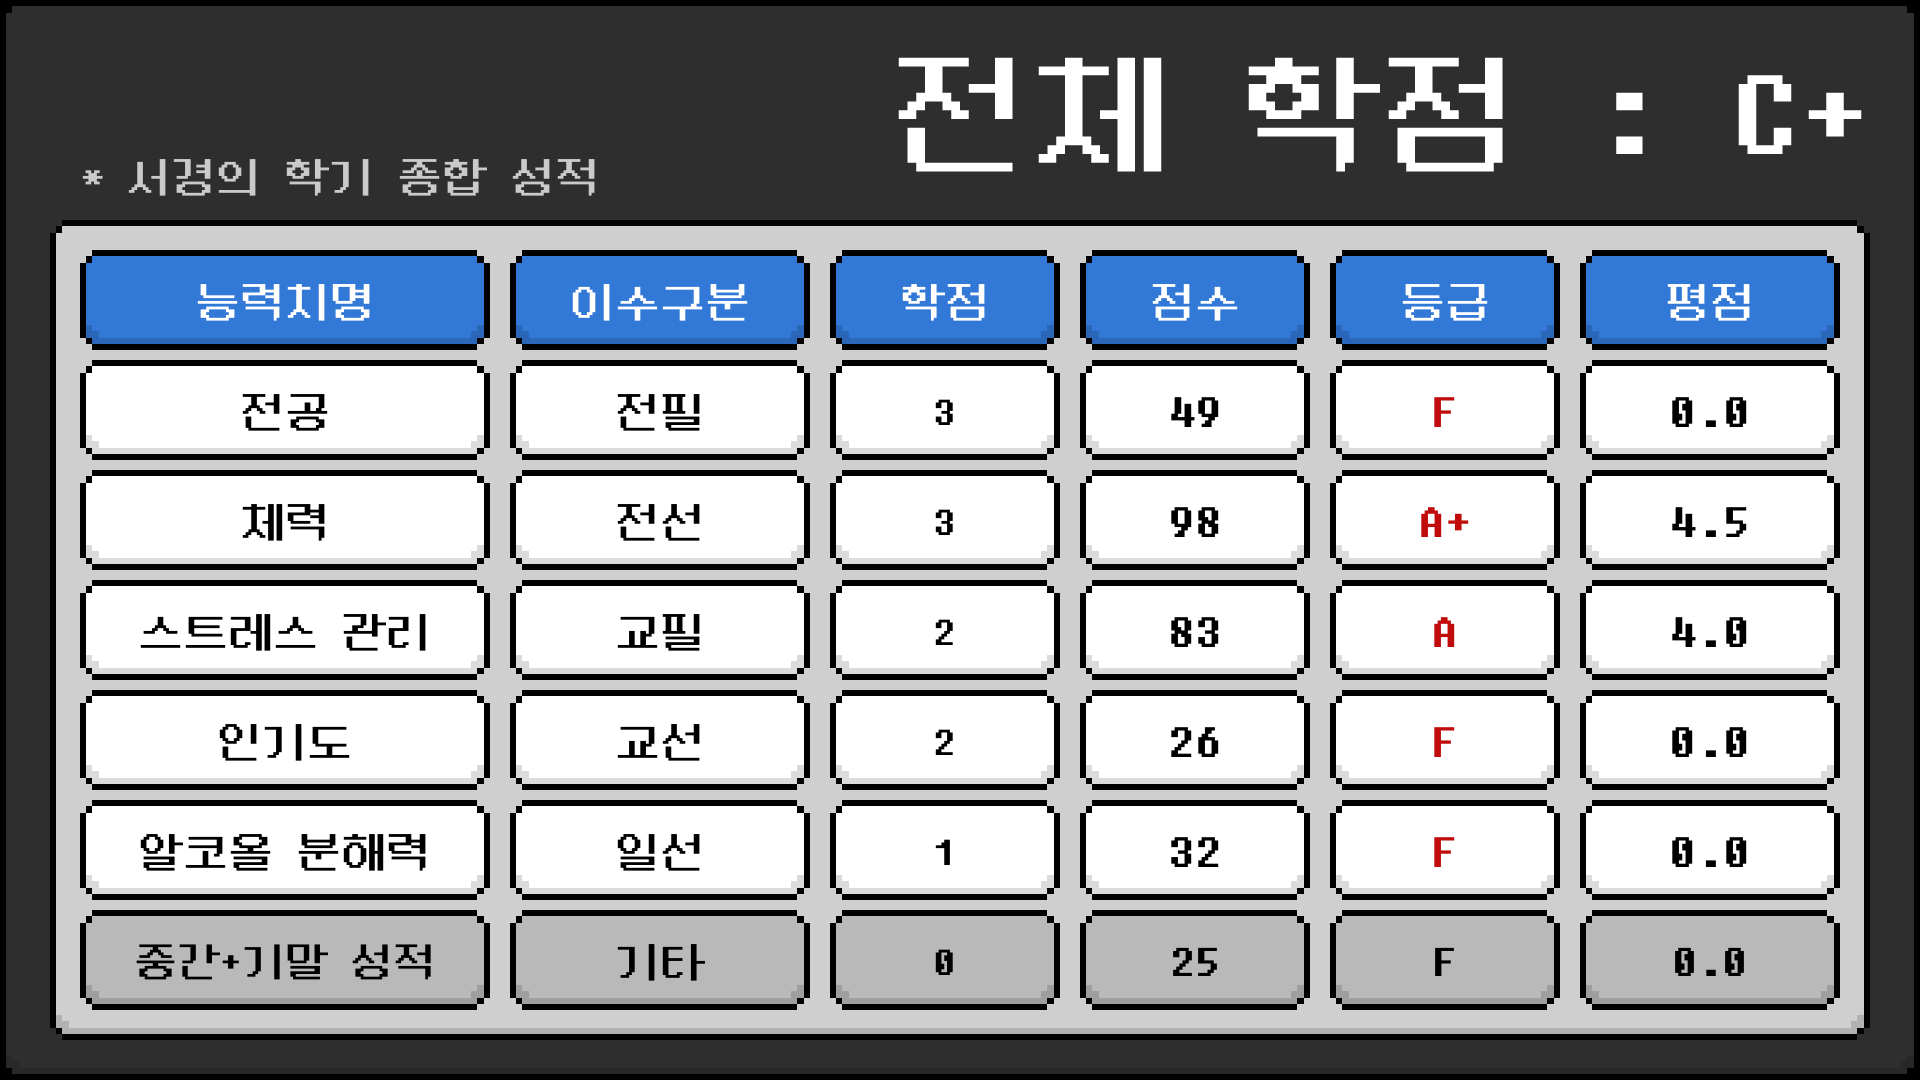 전체 학점 : C+
* 서경의 학기 종합 성적
능력치명 이수구분 학점 점수 등급 평점
전공 전필 3 49 F 0.0
체력 전선 3 98 A+ 4.5
스트레스 관리 교필 2 83 A 4.0
인기도 교선 2 26 F 0.0
알코올 분해력 일선 1 32 F 0.0
중간+기말 성적 기타 0 25 F 0.0